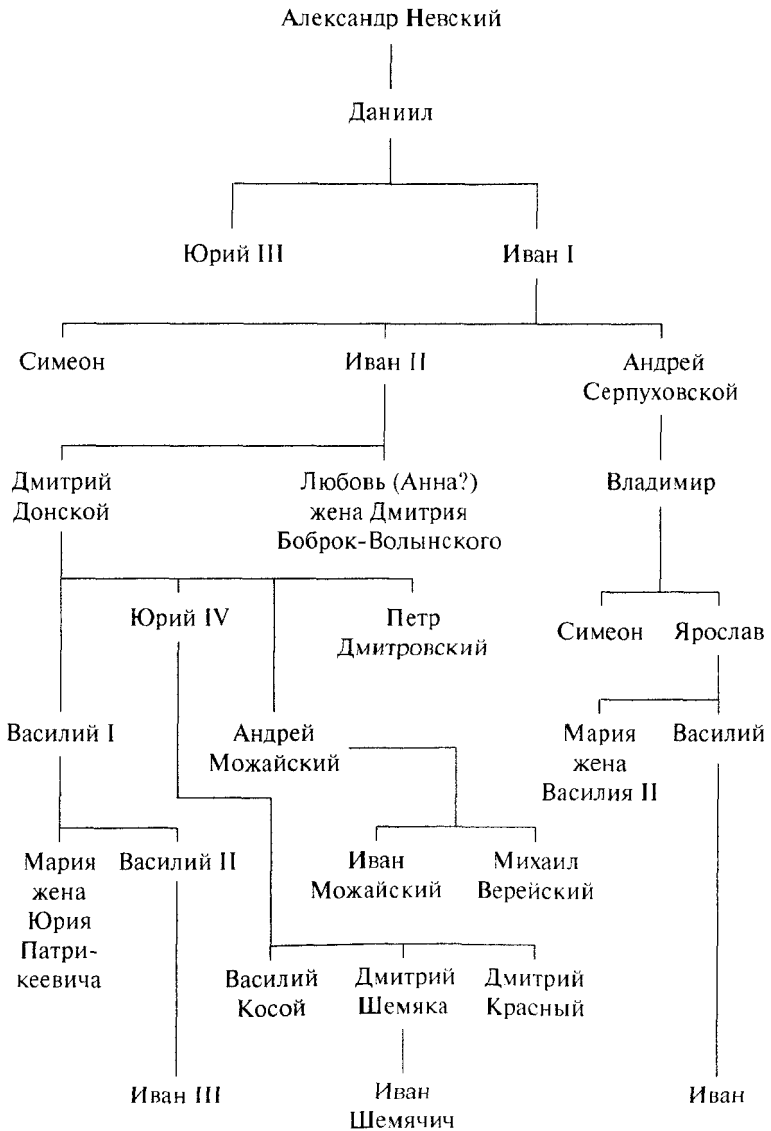 Александр Невский
Даниил
Юрий III
Иван I
Симеон
Иван II
Андрей
Серпуховской
Дмитрий
Донской
Любовь (Анна?)
жена Дмитрия
Боброк-Волынского
Владимир
Юрий IV
Петр
Дмитровский
Симеон
Ярослав
Василий I
Андрей
Можайский
Мария
жена
Василия II
Василий
Мария
жена
Юрия
Патри-
кеевича
Василий II
Иван
Можайский
Михаил
Верейский
Василий
Косой
Дмитрий
Шемяка
Дмитрий
Красный
Иван III
Иван
Шемячич
Иван